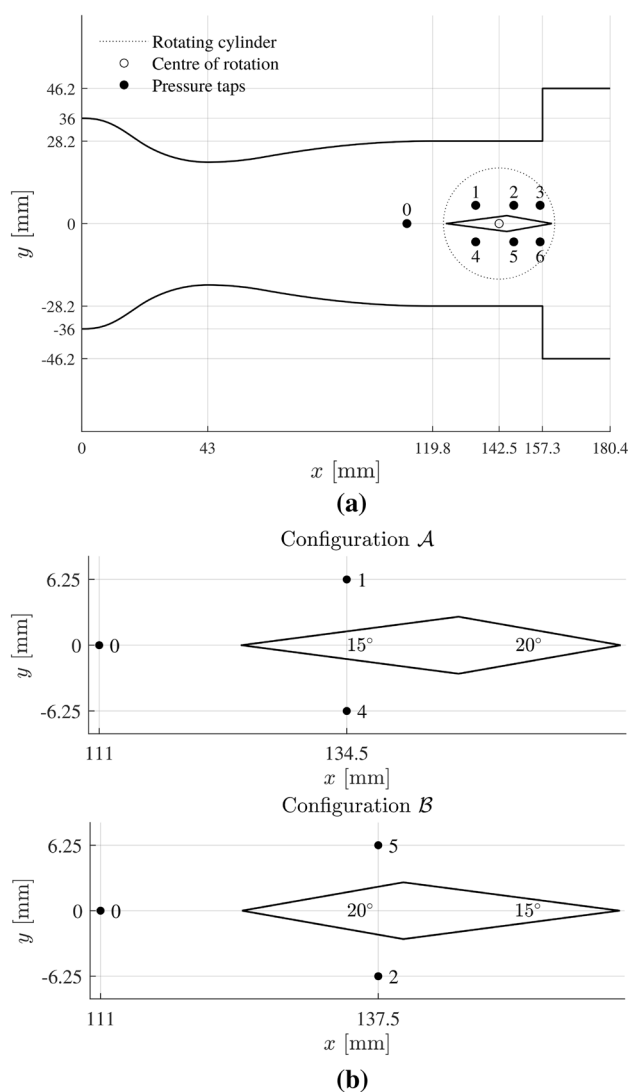 Rotating cylinder
Centre of rotation
Pressure taps
46.2
36
28.2
0
-28.2
-36
-46.2
y [mm]
0
1 2 3
4 5 6
0 43 119.8 142.5 157.3 180.4
x [mm]
(a)
Configuration 𝒜
6.25
0
-6.25
y [mm]
1
0
15° 20°
4
111 134.5
x [mm]
Configuration ℬ
6.25
0
-6.25
y [mm]
5
0
20° 15°
2
111 137.5
x [mm]
(b)